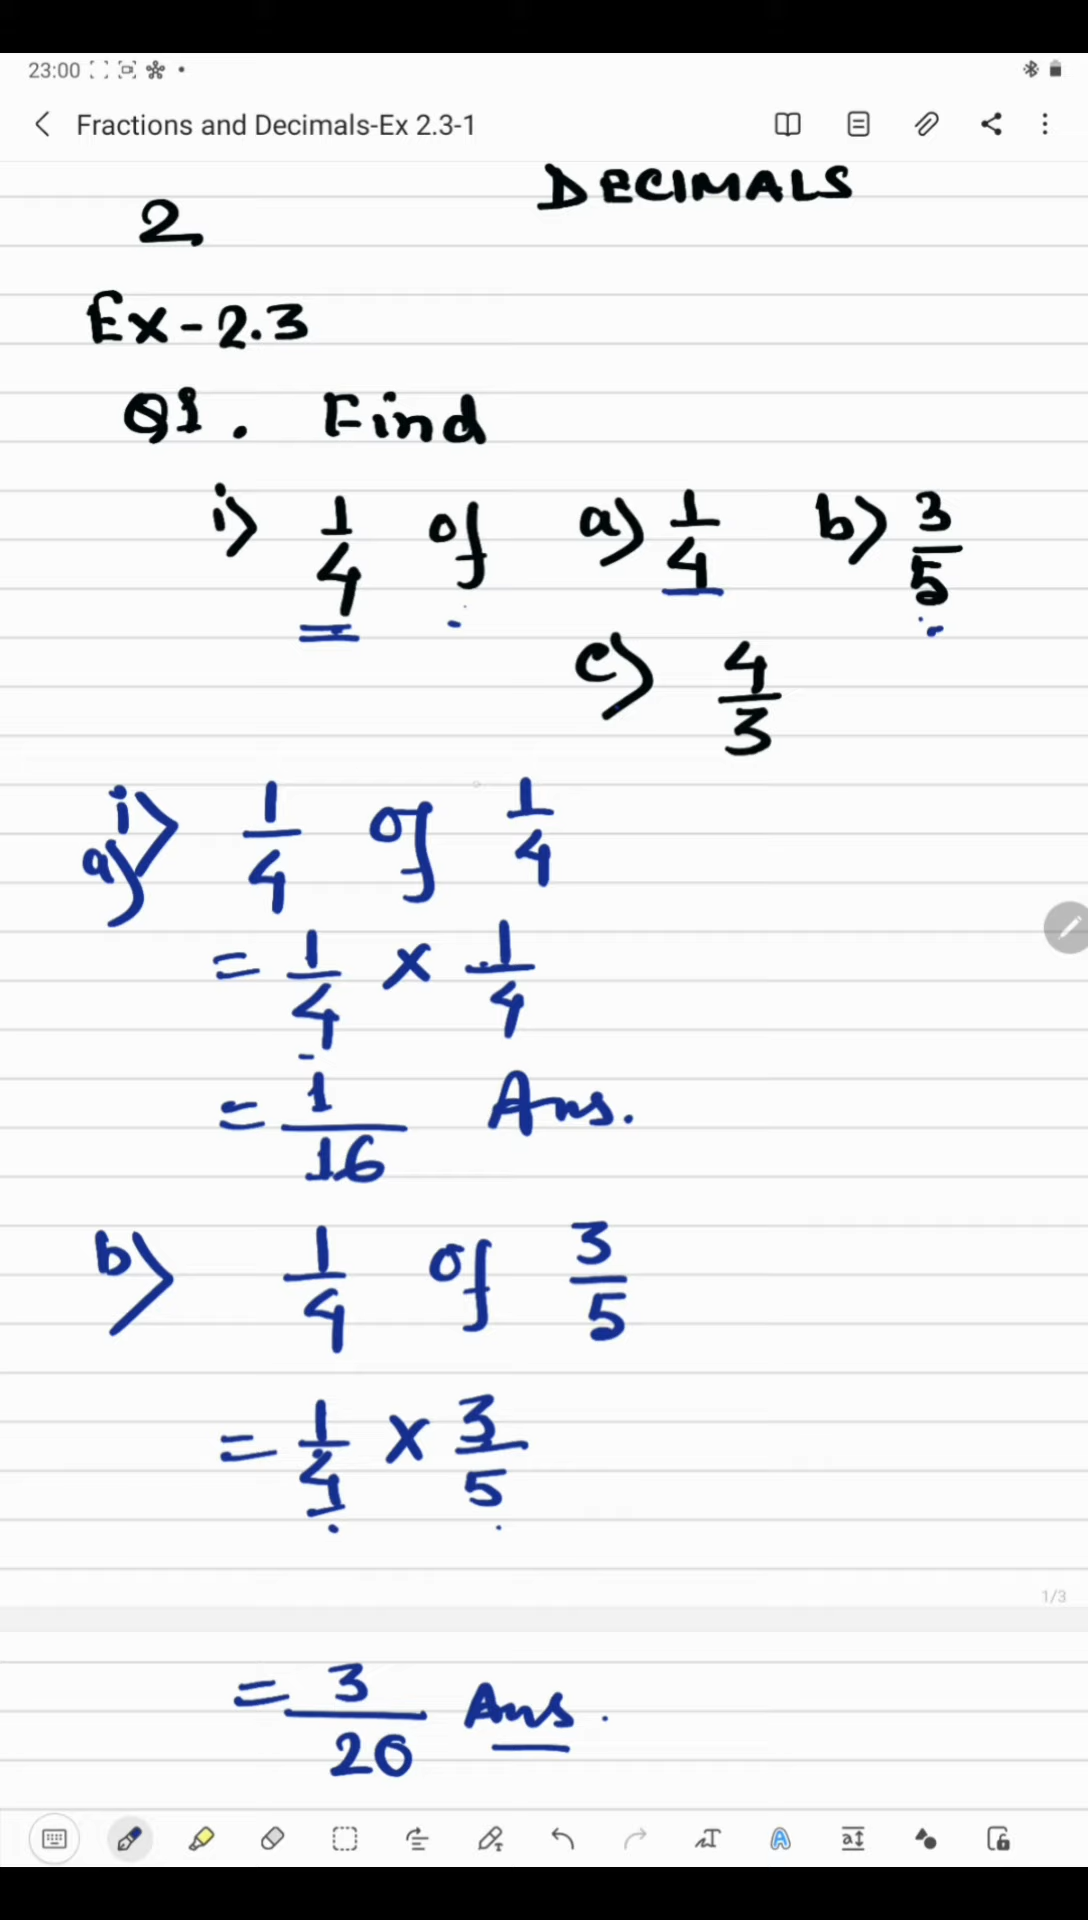 23:00
Fractions and Decimals-Ex 2.3-1
DECIMALS
2
Ex-2.3
Q1. Find
i) 1/4 of a) 1/4 b) 3/5
c) 4/3
i) a) 1/4 of 1/4
= 1/4 × 1/4
= 1/16 Ans.
b) 1/4 of 3/5
= 1/4 × 3/5
1/3
= 3/20 Ans.